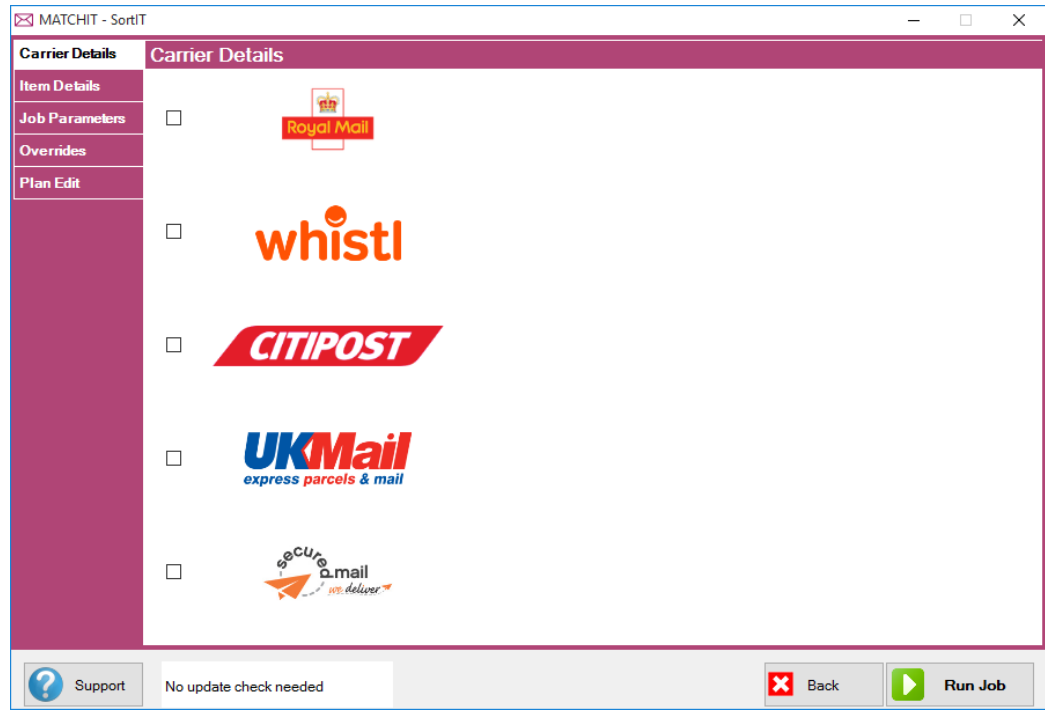 MATCHIT - SortIT
Carrier Details
Item Details
Job Parameters
Overrides
Plan Edit
Carrier Details
Royal Mail
whistl
CITIPOST
UKMail
express parcels & mail
secured mail
we deliver
Support
No update check needed
Back
Run Job